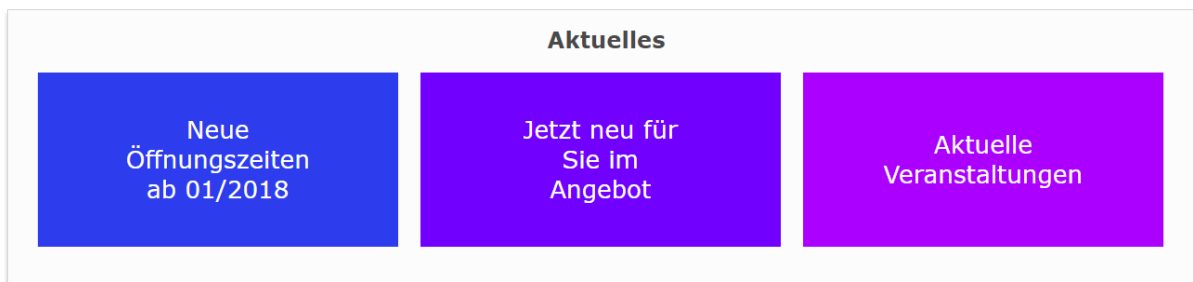 Aktuelles
Neue
Öffnungszeiten
ab 01/2018
Jetzt neu für
Sie im
Angebot
Aktuelle
Veranstaltungen